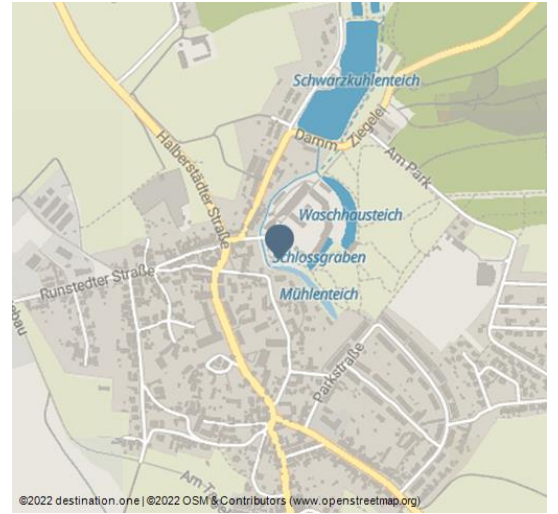 Schwarzkuhlenteich
Damm
Ziegelei
Am Park
Halberstädter Straße
Waschhausteich
Schlossgraben
Runstedter Straße
Mühlenteich
Parkstraße
©2022 destination.one | ©2022 OSM & Contributors (www.openstreetmap.org)